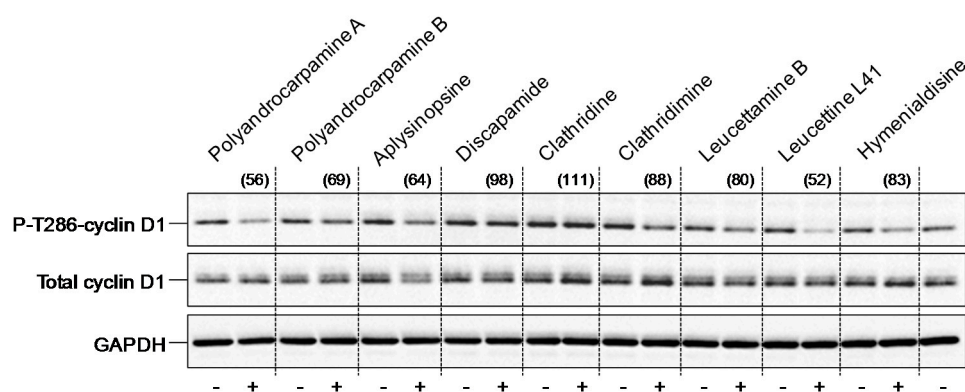 Polyandrocarpamine A
Polyandrocarpamine B
Aplysinopsine
Discapamide
Clathridine
Clathridimine
Leucettamine B
Leucettine L41
Hymenialdisine
(56) (69) (64) (98) (111) (88) (80) (52) (83)
P-T286-cyclin D1
Total cyclin D1
GAPDH
- + - + - + - + - + - + - + - + - + -